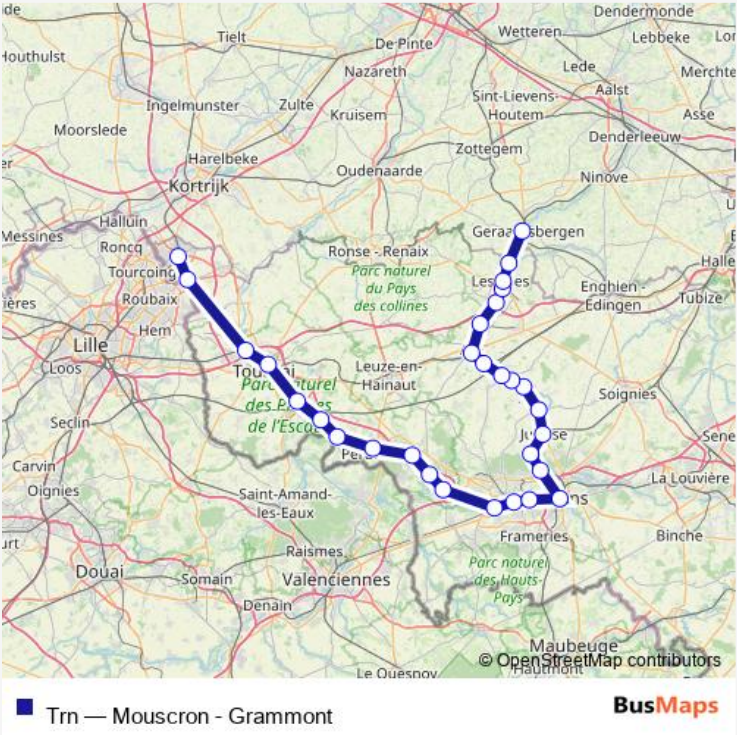 Dendermonde
Tielt
Wetteren
Lebbeke
De Pinte
Houthulst
Lede
Nazareth
Merchte
Aalst
Sint-Lievens-
Houtem
Ingelmunster
Zulte
Kruisem
Asse
Moorslede
Denderleeuw
Zottegem
Harelbeke
Oudenaarde
Ninove
Kortrijk
Halluin
Messines
Ronse - Renaix
Roncq
Halle
Tourcoing
Parc naturel
du Pays
des collines
Enghien -
Edingen
Roubaix
Tubize
Hem
Lille
Loos
Leuze-en-
Hainaut
Soignies
Seclin
Carvin
Oignies
La Louvière
Saint-Amand-
les-Eaux
Frameries
Binche
Raismes
Parc naturel
des Hauts-
Pays
Douai
Somain
Valenciennes
Denain
Maubeuge
Hautmont
© OpenStreetMap contributors
Le Quesnoy
Trn — Mouscron - Grammont
BusMaps